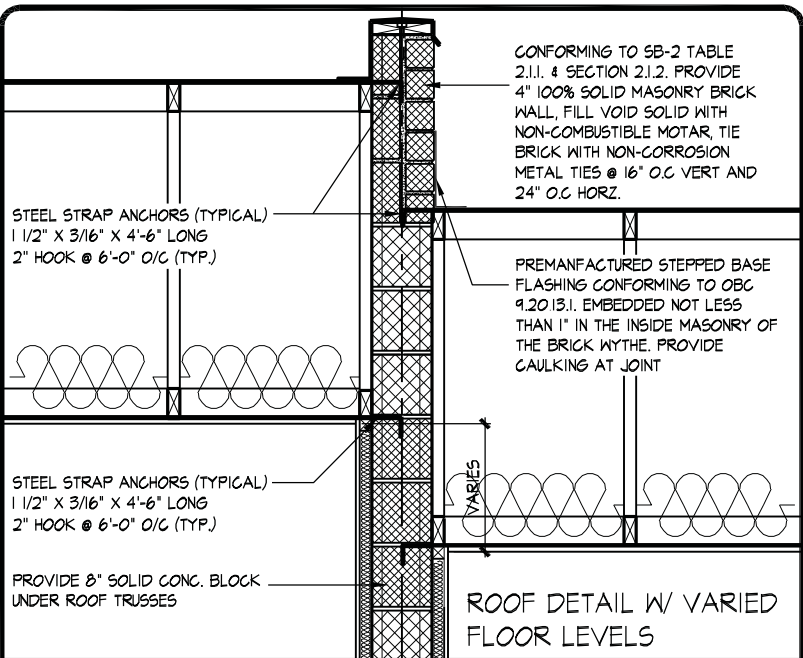 CONFORMING TO SB-2 TABLE
2.1.1. & SECTION 2.1.2. PROVIDE
4" 100% SOLID MASONRY BRICK
WALL, FILL VOID SOLID WITH
NON-COMBUSTIBLE MOTAR, TIE
BRICK WITH NON-CORROSION
METAL TIES @ 16" O.C VERT AND
24" O.C HORZ.
STEEL STRAP ANCHORS (TYPICAL)
1 1/2" X 3/16" X 4'-6" LONG
2" HOOK @ 6'-0" O/C (TYP.)
PREMANFACTURED STEPPED BASE
FLASHING CONFORMING TO OBC
9.20.13.1. EMBEDDED NOT LESS
THAN 1" IN THE INSIDE MASONRY OF
THE BRICK WYTHE. PROVIDE
CAULKING AT JOINT
STEEL STRAP ANCHORS (TYPICAL)
1 1/2" X 3/16" X 4'-6" LONG
2" HOOK @ 6'-0" O/C (TYP.)
VARIES
PROVIDE 8" SOLID CONC. BLOCK
UNDER ROOF TRUSSES
ROOF DETAIL W/ VARIED
FLOOR LEVELS